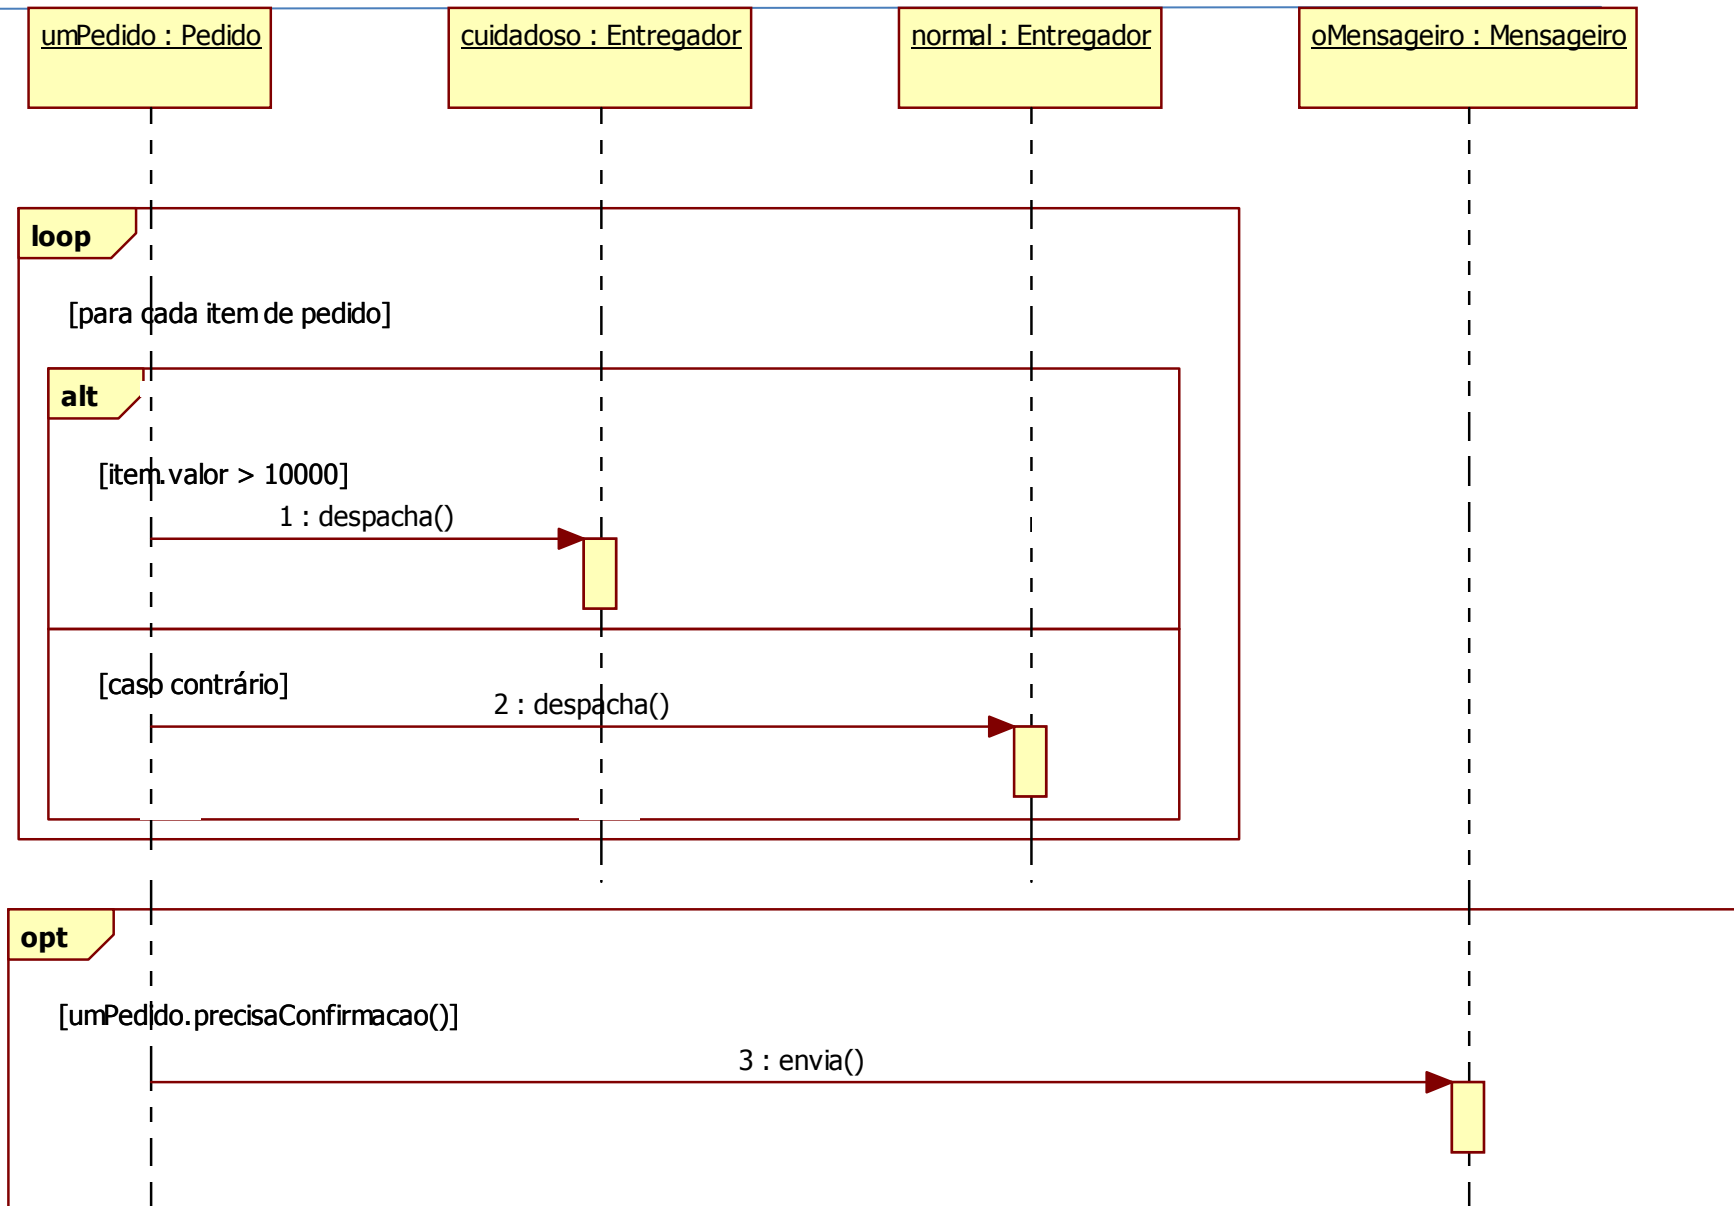 umPedido : Pedido
cuidadoso : Entregador
normal : Entregador
oMensageiro : Mensageiro
loop
[para cada item de pedido]
alt
[item.valor > 10000]
1 : despacha()
[caso contrário]
2 : despacha()
opt
[umPedido.precisaConfirmacao()]
3 : envia()